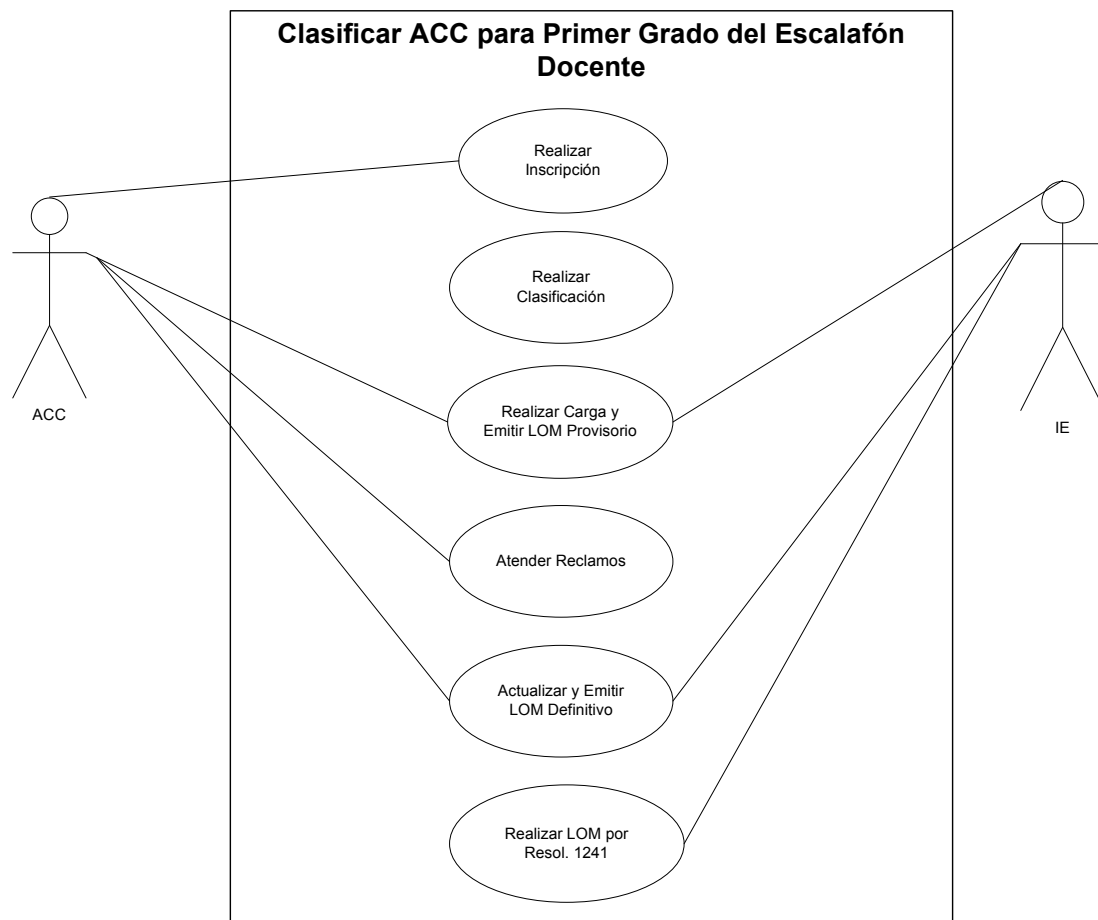 Clasificar ACC para Primer Grado del Escalafón
Docente
Realizar
Inscripción
Realizar
Clasificación
Realizar Carga y
Emitir LOM Provisorio
ACC
IE
Atender Reclamos
Actualizar y Emitir
LOM Definitivo
Realizar LOM por
Resol. 1241